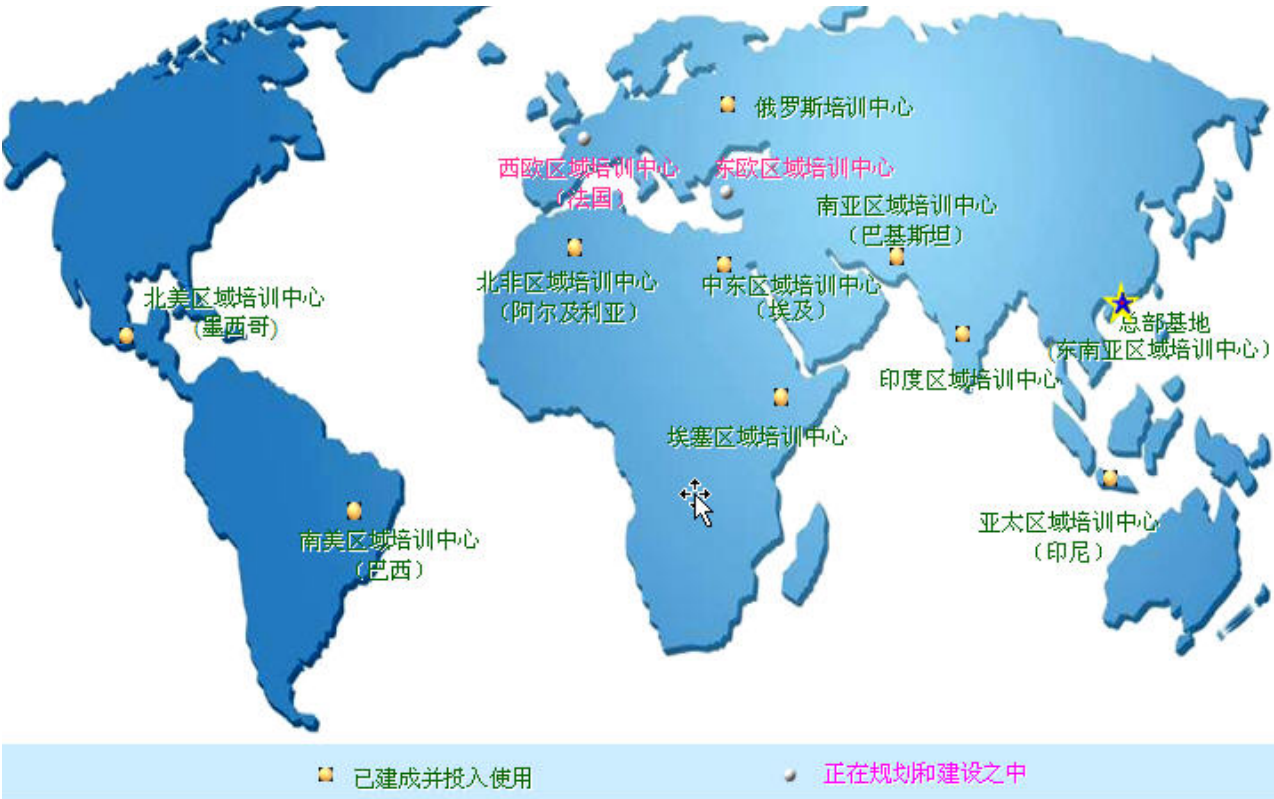 俄罗斯培训中心
西欧区域培训中心
（法国）
东欧区域培训中心
南亚区域培训中心
（巴基斯坦）
北非区域培训中心
（阿尔及利亚）
中东区域培训中心
（埃及）
北美区域培训中心
(墨西哥)
总部基地
(东南亚区域培训中心）
印度区域培训中心
埃塞区域培训中心
亚太区域培训中心
（印尼）
南美区域培训中心
（巴西）
已建成并投入使用
正在规划和建设之中